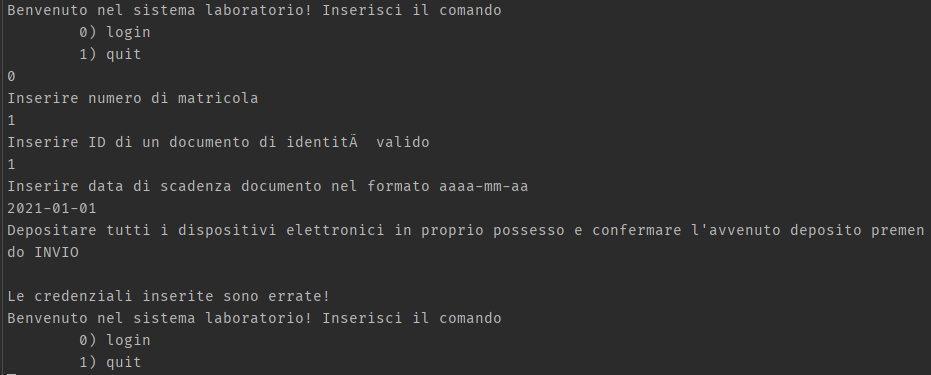 Benvenuto nel sistema laboratorio! Inserisci il comando
0) login
1) quit
0
Inserire numero di matricola
1
Inserire ID di un documento di identitÃ  valido
1
Inserire data di scadenza documento nel formato aaaa-mm-aa
2021-01-01
Depositare tutti i dispositivi elettronici in proprio possesso e confermare l'avvenuto deposito premen
do INVIO
Le credenziali inserite sono errate!
Benvenuto nel sistema laboratorio! Inserisci il comando
0) login
1) quit